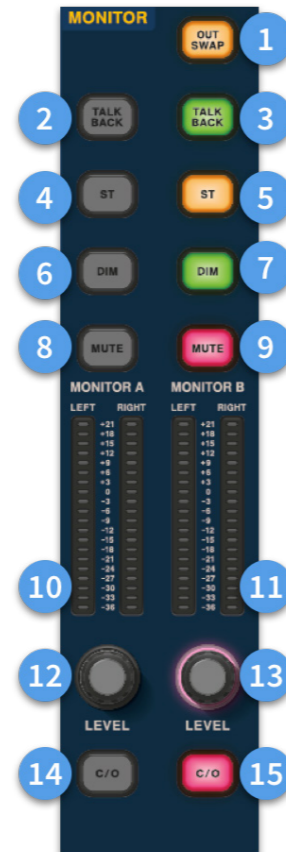 MONITOR
OUT
SWAP
1
2
TALK
BACK
TALK
BACK
3
4
ST
ST
5
6
DIM
DIM
7
8
MUTE
MUTE
9
MONITOR A
MONITOR B
LEFT
RIGHT
LEFT
RIGHT
+21
+18
+15
+12
+9
+6
+3
0
-3
-6
-9
-12
-15
-18
-21
-24
-27
-30
-33
-36
+21
+18
+15
+12
+9
+6
+3
0
-3
-6
-9
-12
-15
-18
-21
-24
-27
-30
-33
-36
10
11
12
13
LEVEL
LEVEL
14
C/O
C/O
15